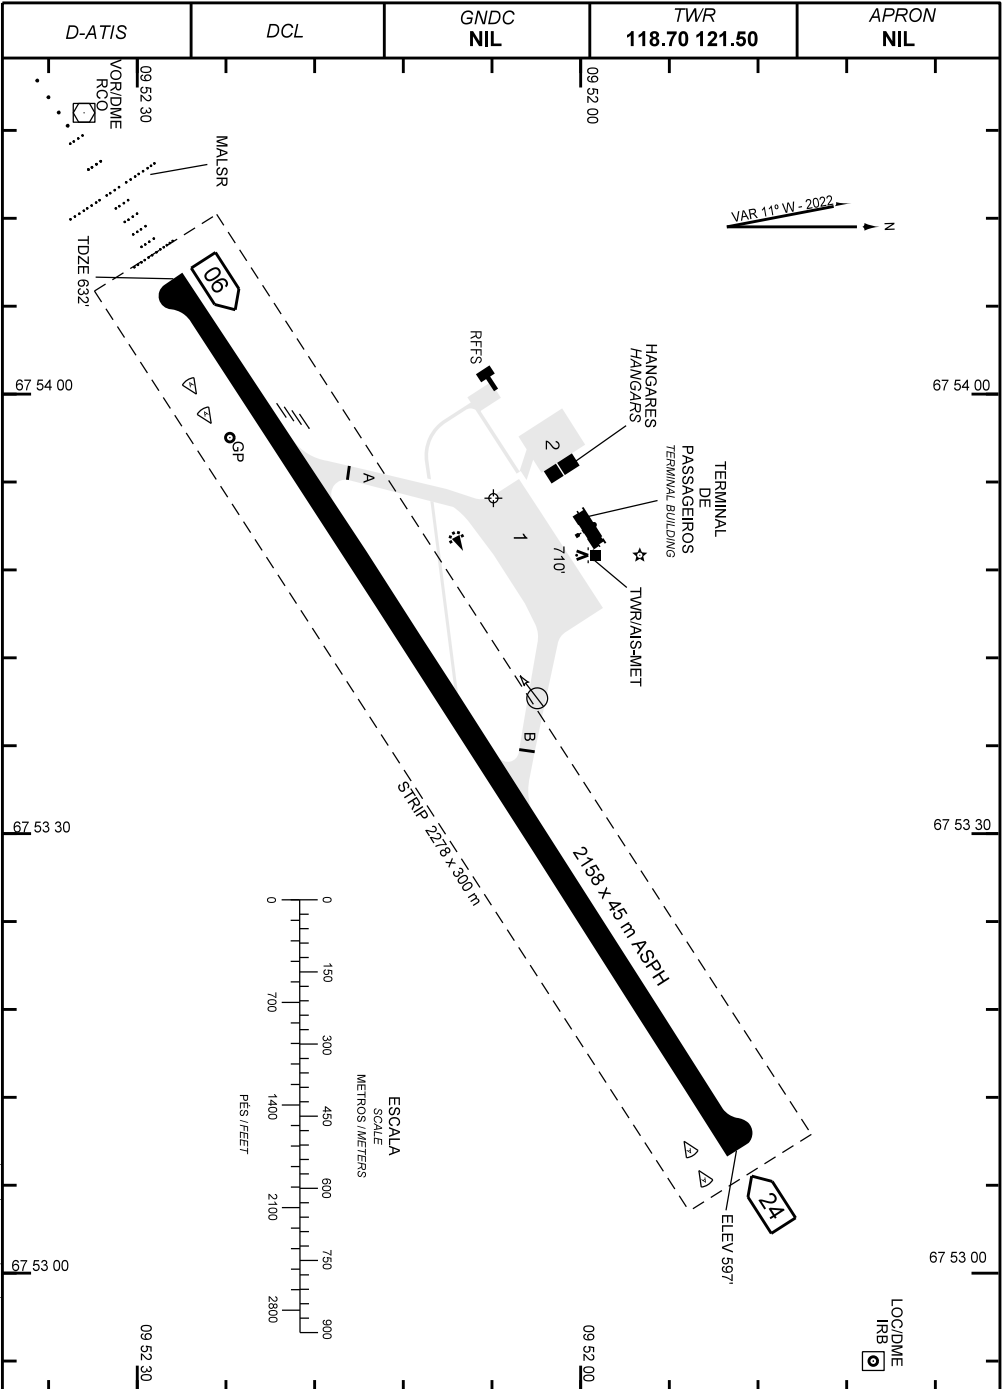 D-ATIS
DCL
GNDC
NIL
TWR
118.70 121.50
APRON
NIL
VOR/DME
RCO
09 52 30
09 52 00
MALSR
VAR 11º W - 2022
N
TDZE 632'
06
RFFS
HANGARES
HANGARS
67 54 00
67 54 00
GP
2
TERMINAL
DE
PASSAGEIROS
TERMINAL BUILDING
A
1
710'
TWR/AIS-MET
B
STRIP 2278 x 300 m
67 53 30
67 53 30
2158 x 45 m ASPH
ESCALA
SCALE
METROS / METERS
0
150
300
450
600
750
900
0
700
1400
2100
2800
PÉS / FEET
24
ELEV 597'
67 53 00
67 53 00
LOC/DME
IRB
09 52 30
09 52 00